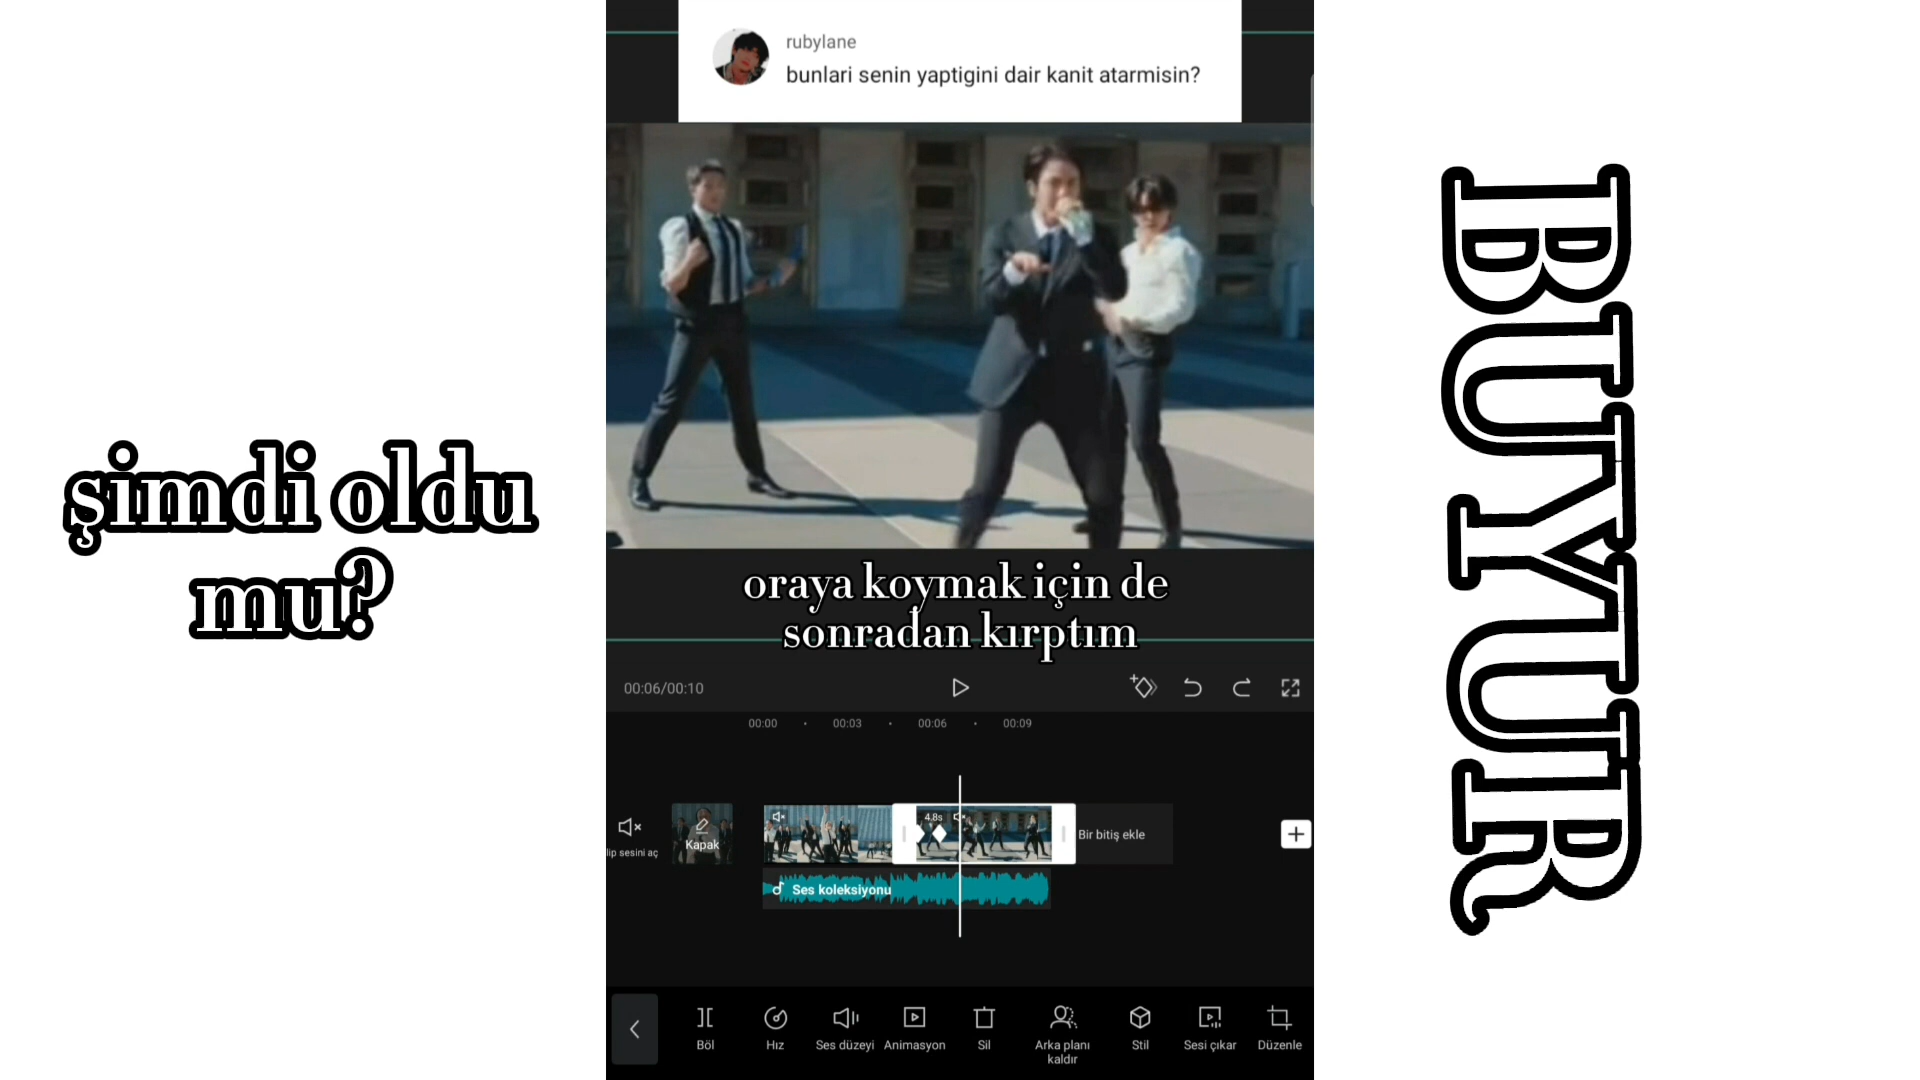 rubylane
bunlari senin yaptigini dair kanit atarmisin?
şimdi oldu
mu?
BUYUR
oraya koymak için de
sonradan kırptım
00:06/00:10
00:00
00:03
00:06
00:09
lip sesini aç
Kapak
4.8s
Bir bitiş ekle
Ses koleksiyonu
Böl
Hız
Ses düzeyi
Animasyon
Sil
Arka planı
kaldır
Stil
Sesi çıkar
Düzenle